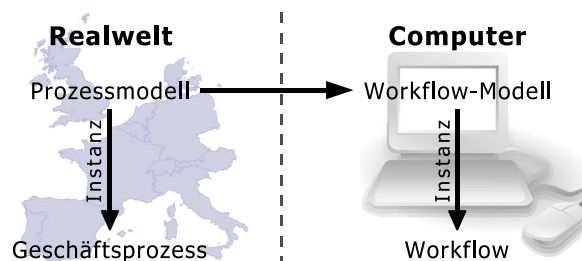 Realwelt
Computer
Prozessmodell
Workflow-Modell
Instanz
Instanz
Geschäftsprozess
Workflow